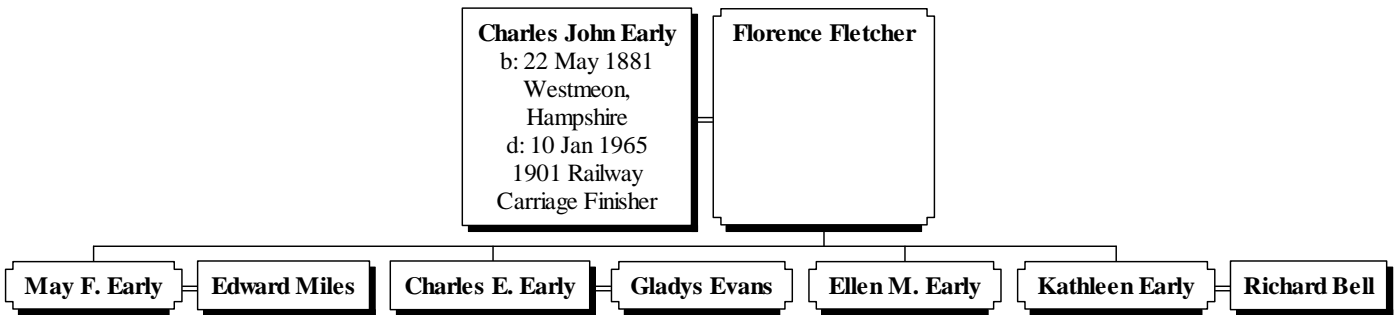 Charles John Early
b: 22 May 1881
Westmeon,
Hampshire
d: 10 Jan 1965
1901 Railway
Carriage Finisher
Florence Fletcher
May F. Early
Edward Miles
Charles E. Early
Gladys Evans
Ellen M. Early
Kathleen Early
Richard Bell